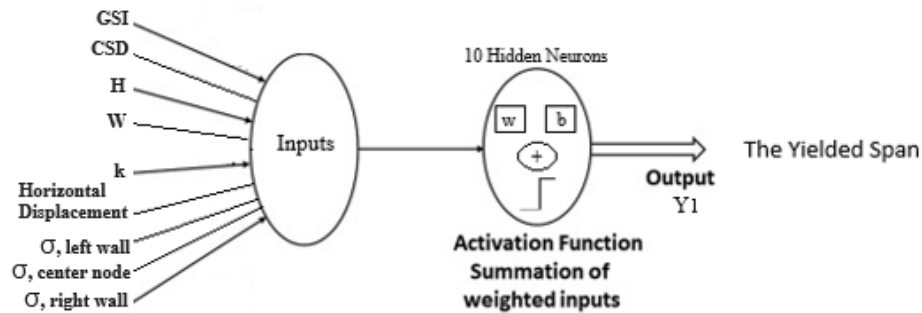 GSI
CSD
H
W
k
Horizontal
Displacement
σ, left wall
σ, center node
σ, right wall
Inputs
10 Hidden Neurons
w b
+
Activation Function
Summation of
weighted inputs
Output
Y1
The Yielded Span